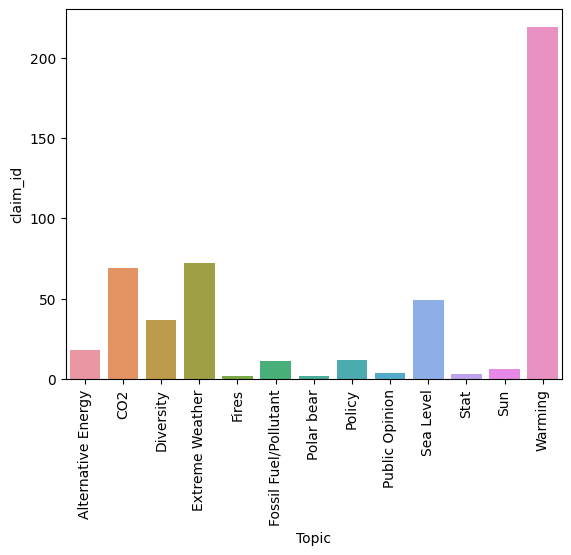 200
150
100
50
0
claim_id
Alternative Energy
CO2
Diversity
Extreme Weather
Fires
Fossil Fuel/Pollutant
Polar bear
Policy
Public Opinion
Sea Level
Stat
Sun
Warming
Topic